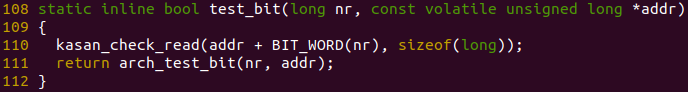 108 static inline bool test_bit(long nr, const volatile unsigned long *addr)
109 {
110   kasan_check_read(addr + BIT_WORD(nr), sizeof(long));
111   return arch_test_bit(nr, addr);
112 }